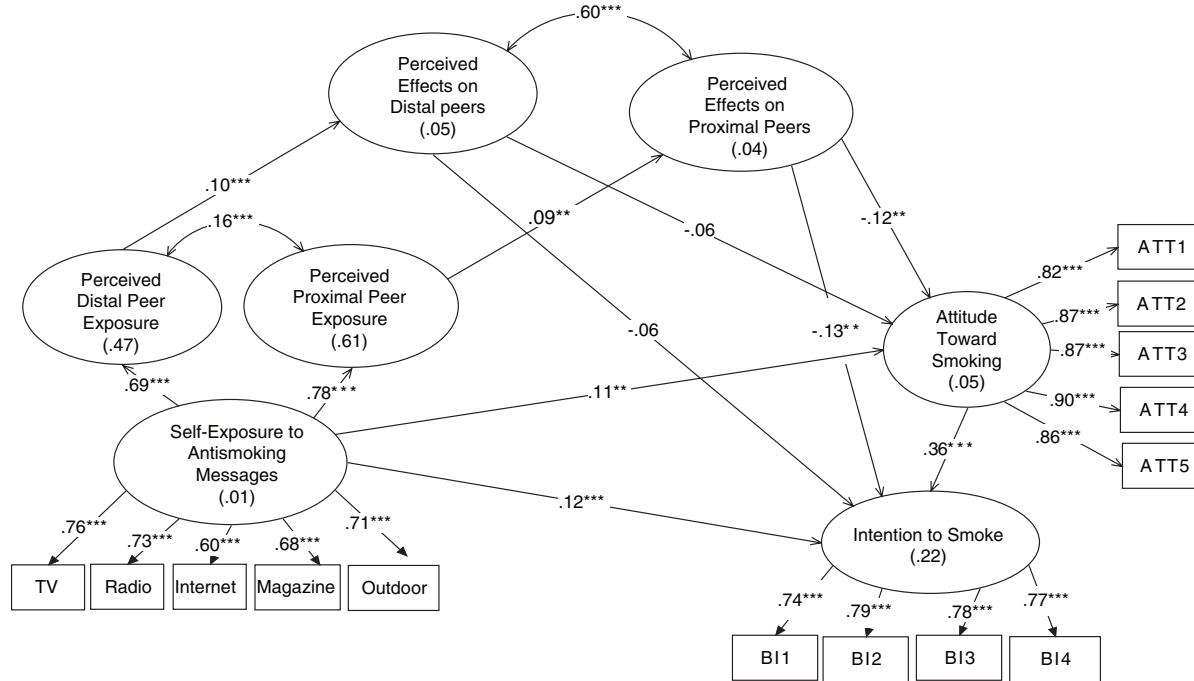 .60***
Perceived
Effects on
Distal peers
(.05)
Perceived
Effects on
Proximal Peers
(.04)
.10***
.16***
.09**
-.06
-.12**
Perceived
Distal Peer
Exposure
(.47)
Perceived
Proximal Peer
Exposure
(.61)
-.06
-.13**
Attitude
Toward
Smoking
(.05)
.82***
ATT1
.87***
ATT2
.87***
ATT3
.90***
ATT4
.86***
ATT5
.69***
.78***
.11**
.36***
Self-Exposure to
Antismoking
Messages
(.01)
.12***
Intention to Smoke
(.22)
.76***
.73***
.60***
.68***
.71***
TV
Radio
Internet
Magazine
Outdoor
.74***
.79***
.78***
.77***
BI1
BI2
BI3
BI4